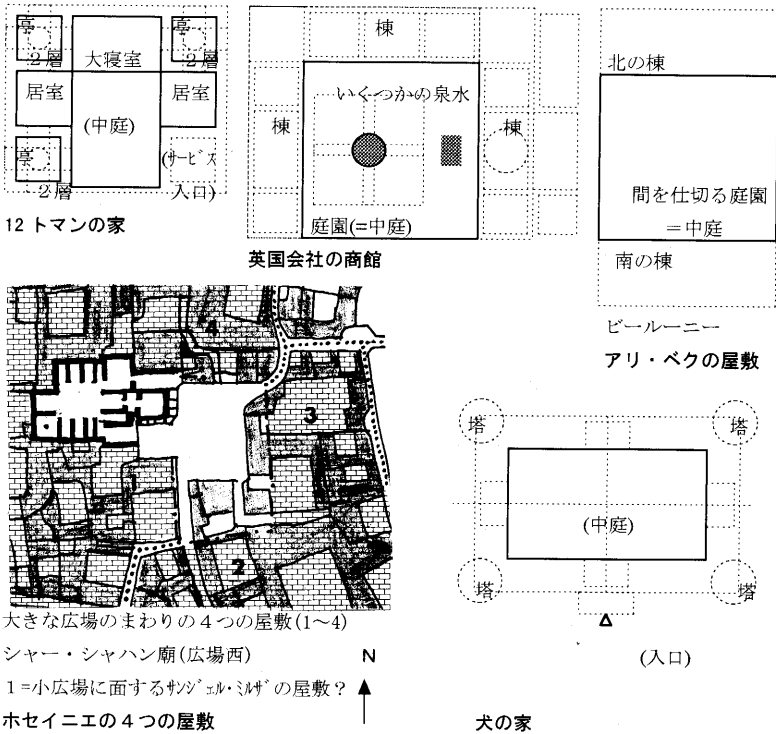 亭
亭
2層
大寝室
2層
居室
居室
(中庭)
亭
(サービス
2層
入口)
12トマンの家
棟
いくつかの泉水
棟
棟
庭園(=中庭)
英国会社の商館
北の棟
間を仕切る庭園
=中庭
南の棟
ビールーニー
アリ・ベクの屋敷
4
3
2
大きな広場のまわりの4つの屋敷(1~4)
シャー・シャハン廟(広場西)
N
1=小広場に面するサンジェル・ミルザの屋敷?
ホセイニエの4つの屋敷
塔
塔
(中庭)
塔
塔
(入口)
犬の家